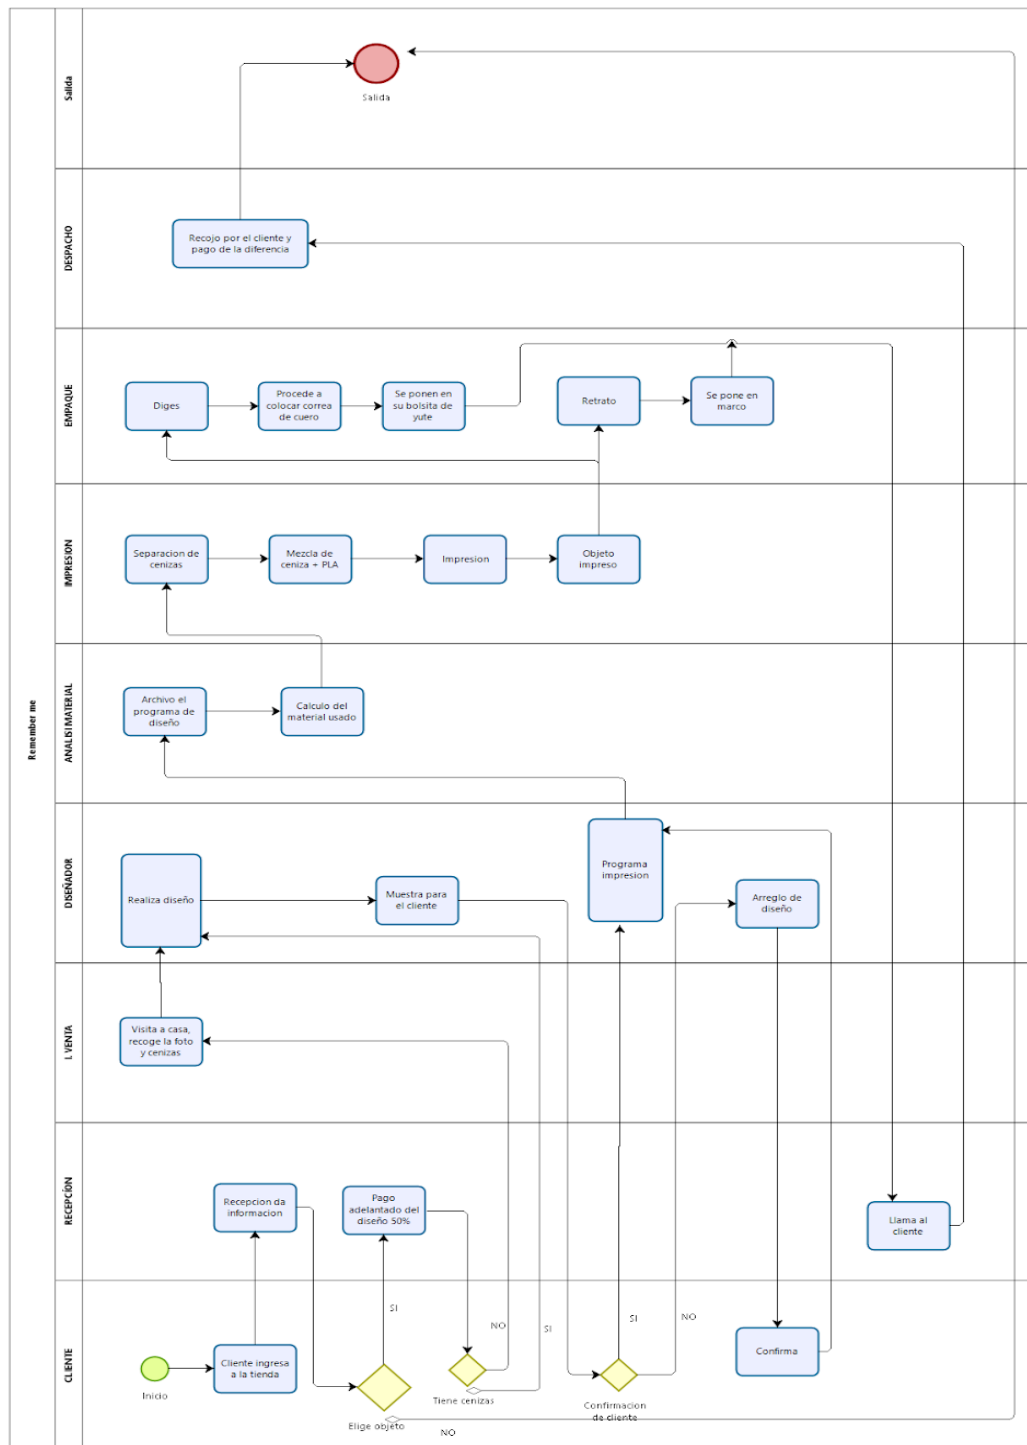 Remember me
Salida
Salida
DESPACHO
Recojo por el cliente y
pago de la diferencia
EMPAQUE
Diges
Procede a
colocar correa
de cuero
Se ponen en
su bolsita de
yute
Retrato
Se pone en
marco
IMPRESION
Separacion de
cenizas
Mezcla de
ceniza + PLA
Impresion
Objeto
impreso
ANALISI MATERIAL
Archivo el
programa de
diseño
Calculo del
material usado
DISEÑADOR
Realiza diseño
Muestra para
el cliente
Programa
impresion
Arreglo de
diseño
I. VENTA
Visita a casa,
recoge la foto
y cenizas
RECEPCÍON
Recepcion da
informacion
Pago
adelantado del
diseño 50%
Llama al
cliente
CLIENTE
Inicio
Cliente ingresa
a la tienda
Elige objeto
SI
NO
Tiene cenizas
NO
SI
Confirmacion
de cliente
SI
NO
Confirma